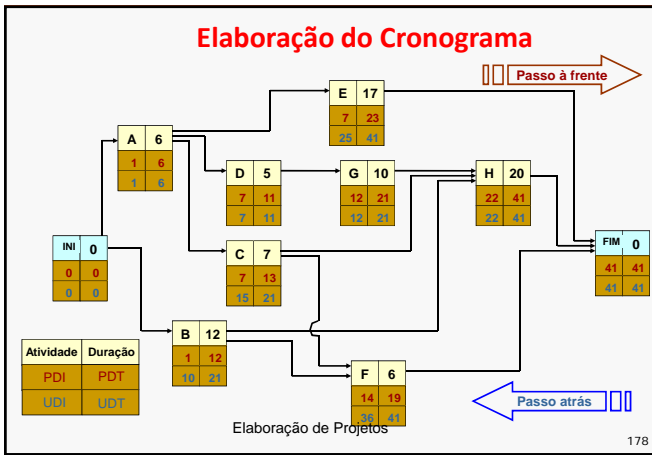 Elaboração do Cronograma
Passo à frente
E 17
7 23
25 41
A 6
1 6
1 6
D 5
7 11
7 11
G 10
12 21
12 21
H 20
22 41
22 41
INI 0
0 0
0 0
C 7
7 13
15 21
FIM 0
41 41
41 41
B 12
1 12
10 21
Atividade Duração
PDI PDT
UDI UDT
F 6
14 19
36 41
Passo atrás
Elaboração de Projetos
178